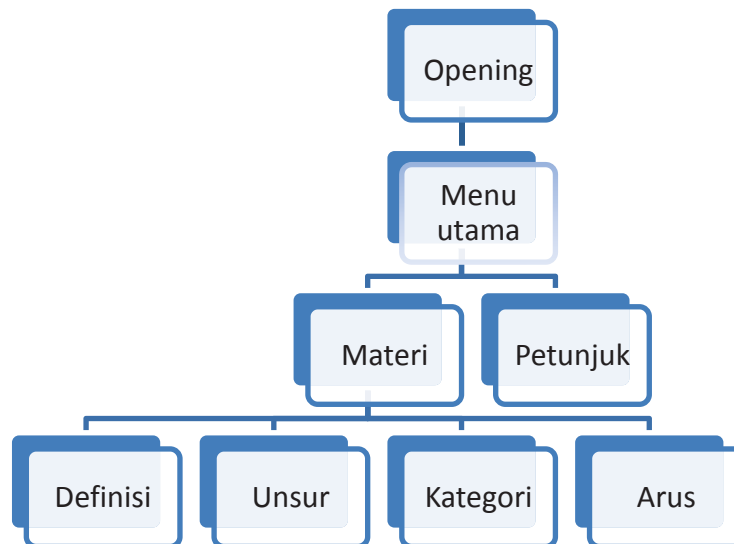 Opening
Menu
utama
Materi
Petunjuk
Definisi
Unsur
Kategori
Arus